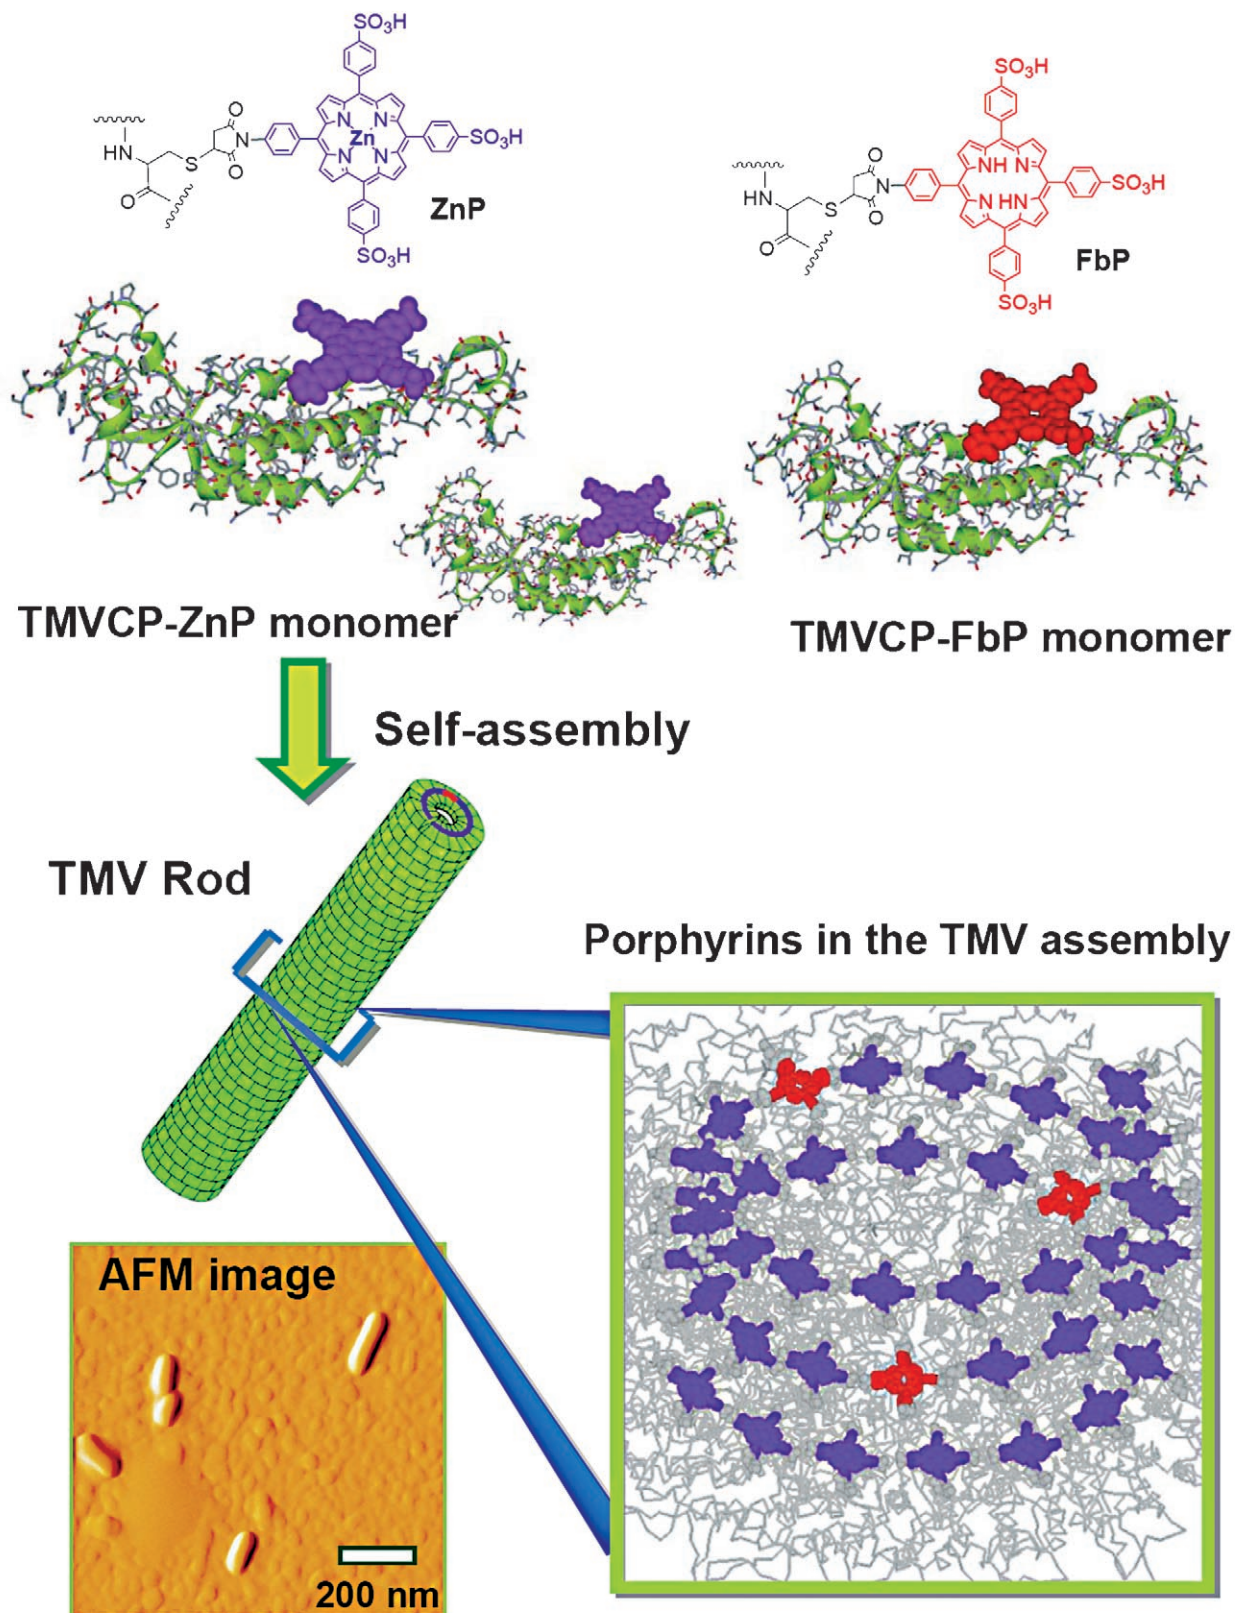 SO3H
SO3H
O
N
N
N
HN
S
N
Zn
SO3H
O
O
N
N
NH
N
SO3H
O
ZnP
HN
S
N
N
HN
O
O
SO3H
FbP
SO3H
TMVCP-ZnP monomer
TMVCP-FbP monomer
Self-assembly
TMV Rod
Porphyrins in the TMV assembly
AFM image
200 nm